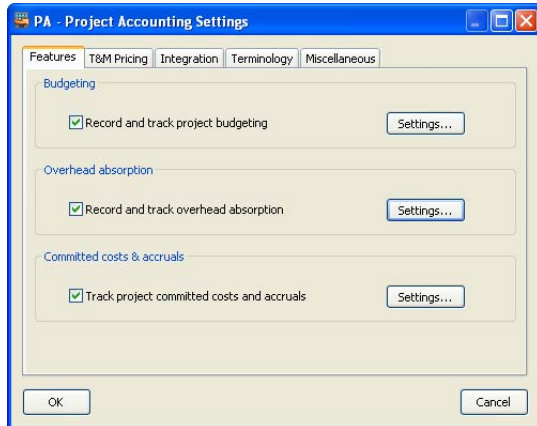 PA - Project Accounting Settings
Features T&M Pricing Integration Terminology Miscellaneous
Budgeting
Record and track project budgeting Settings...
Overhead absorption
Record and track overhead absorption Settings...
Committed costs & accruals
Track project committed costs and accruals Settings...
OK Cancel